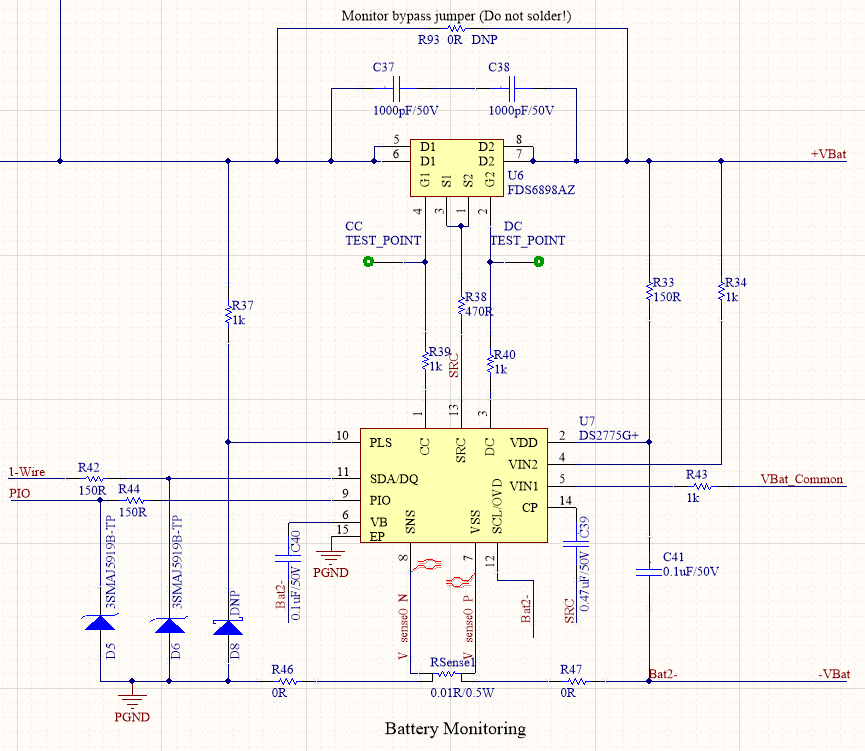 Monitor bypass jumper (Do not solder!)
R93 0R DNP
C37
C38
1000pF/50V
1000pF/50V
5
D1
D2
8
6
D1
D2
7
+VBat
G1
S1
S2
G2
U6
FDS6898AZ
4
3
1
2
CC
TEST_POINT
DC
TEST_POINT
R37
1k
R38
470R
R33
150R
R34
1k
R39
1k
SRC
R40
1k
1
13
3
U7
DS2775G+
10
PLS
CC
SRC
DC
VDD
2
VIN2
4
1-Wire
R42
150R
11
SDA/DQ
VIN1
5
R43
1k
VBat_Common
PIO
R44
150R
9
PIO
CP
14
6
VB
15
EP
SNS
VSS
SCL/OVD
8
7
12
3SMAJ5919B-TP
3SMAJ5919B-TP
C40
0.1uF/50V
Bat2-
PGND
C39
0.47uF/50V
SRC
C41
0.1uF/50V
DNP
V_sense0_N
V_sense0_P
Bat2-
D5
D6
D8
R46
0R
RSense1
0.01R/0.5W
R47
0R
Bat2-
-VBat
PGND
Battery Monitoring